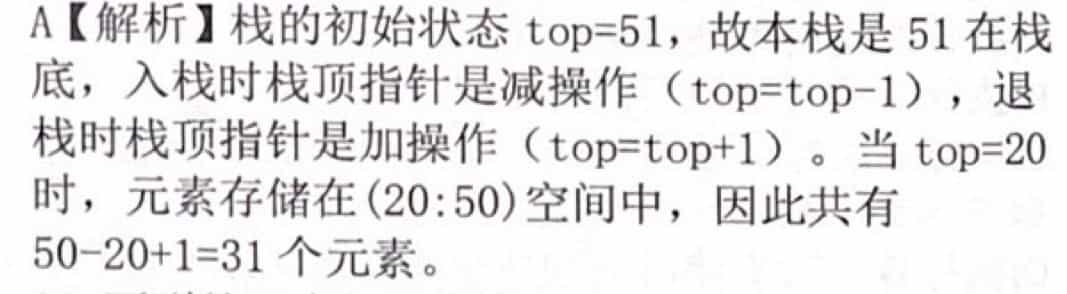 A【解析】栈的初始状态 top=51，故本栈是 51 在栈
底，入栈时栈顶指针是减操作（top=top-1），退
栈时栈顶指针是加操作（top=top+1）。当 top=20
时，元素存储在(20:50)空间中，因此共有
50-20+1=31 个元素。